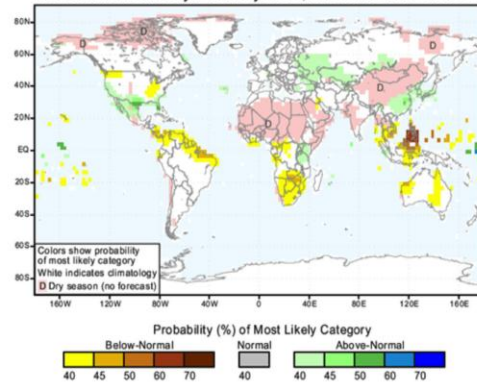 80N
60N
40N
20N
EQ
20S
40S
60S
80S
D
D
D
D
D
Colors show probability
of most likely category
White indicates climatology
D Dry season (no forecast)
160W 120W 80W 40W 0 40E 80E 120E 160E
Probability (%) of Most Likely Category
Below-Normal Normal Above-Normal
40 45 50 60 70 40 40 45 50 60 70